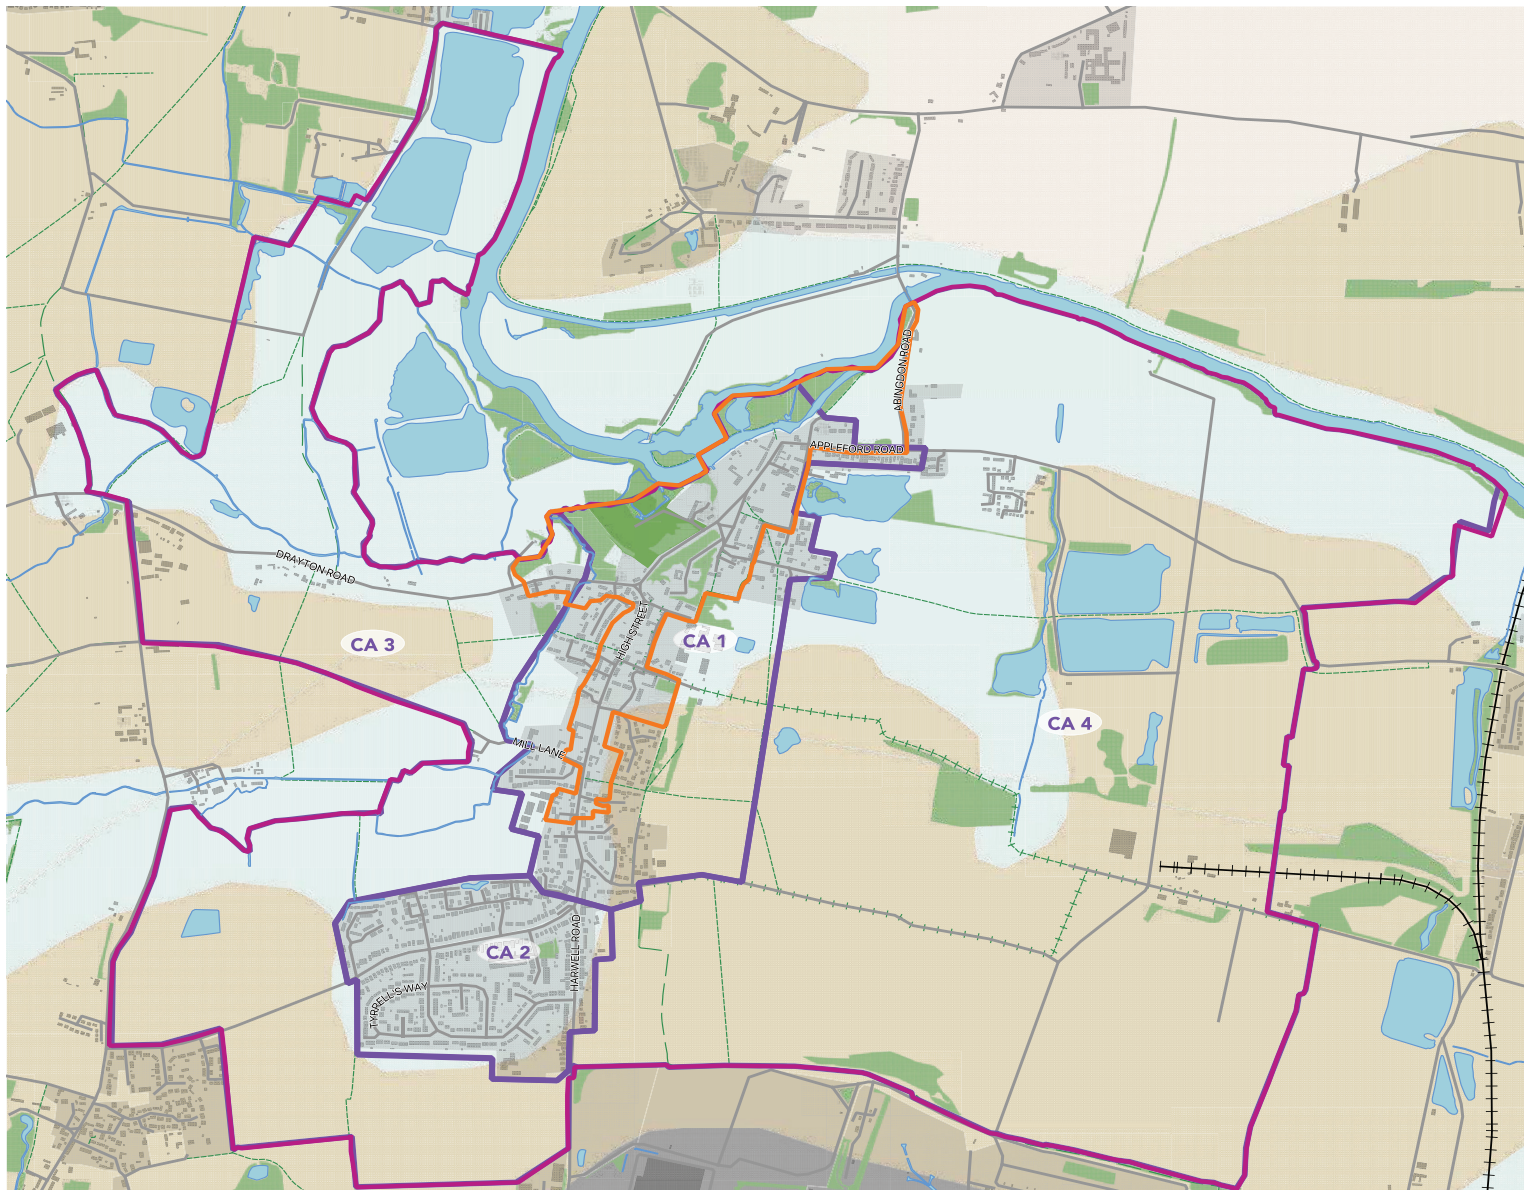 ABINGDON ROAD
APPLEFORD ROAD
DRAYTON ROAD
HIGH STREET
CA 3
CA 1
CA 4
MILL LANE
CA 2
HARWELL ROAD
TYRRELL'S WAY